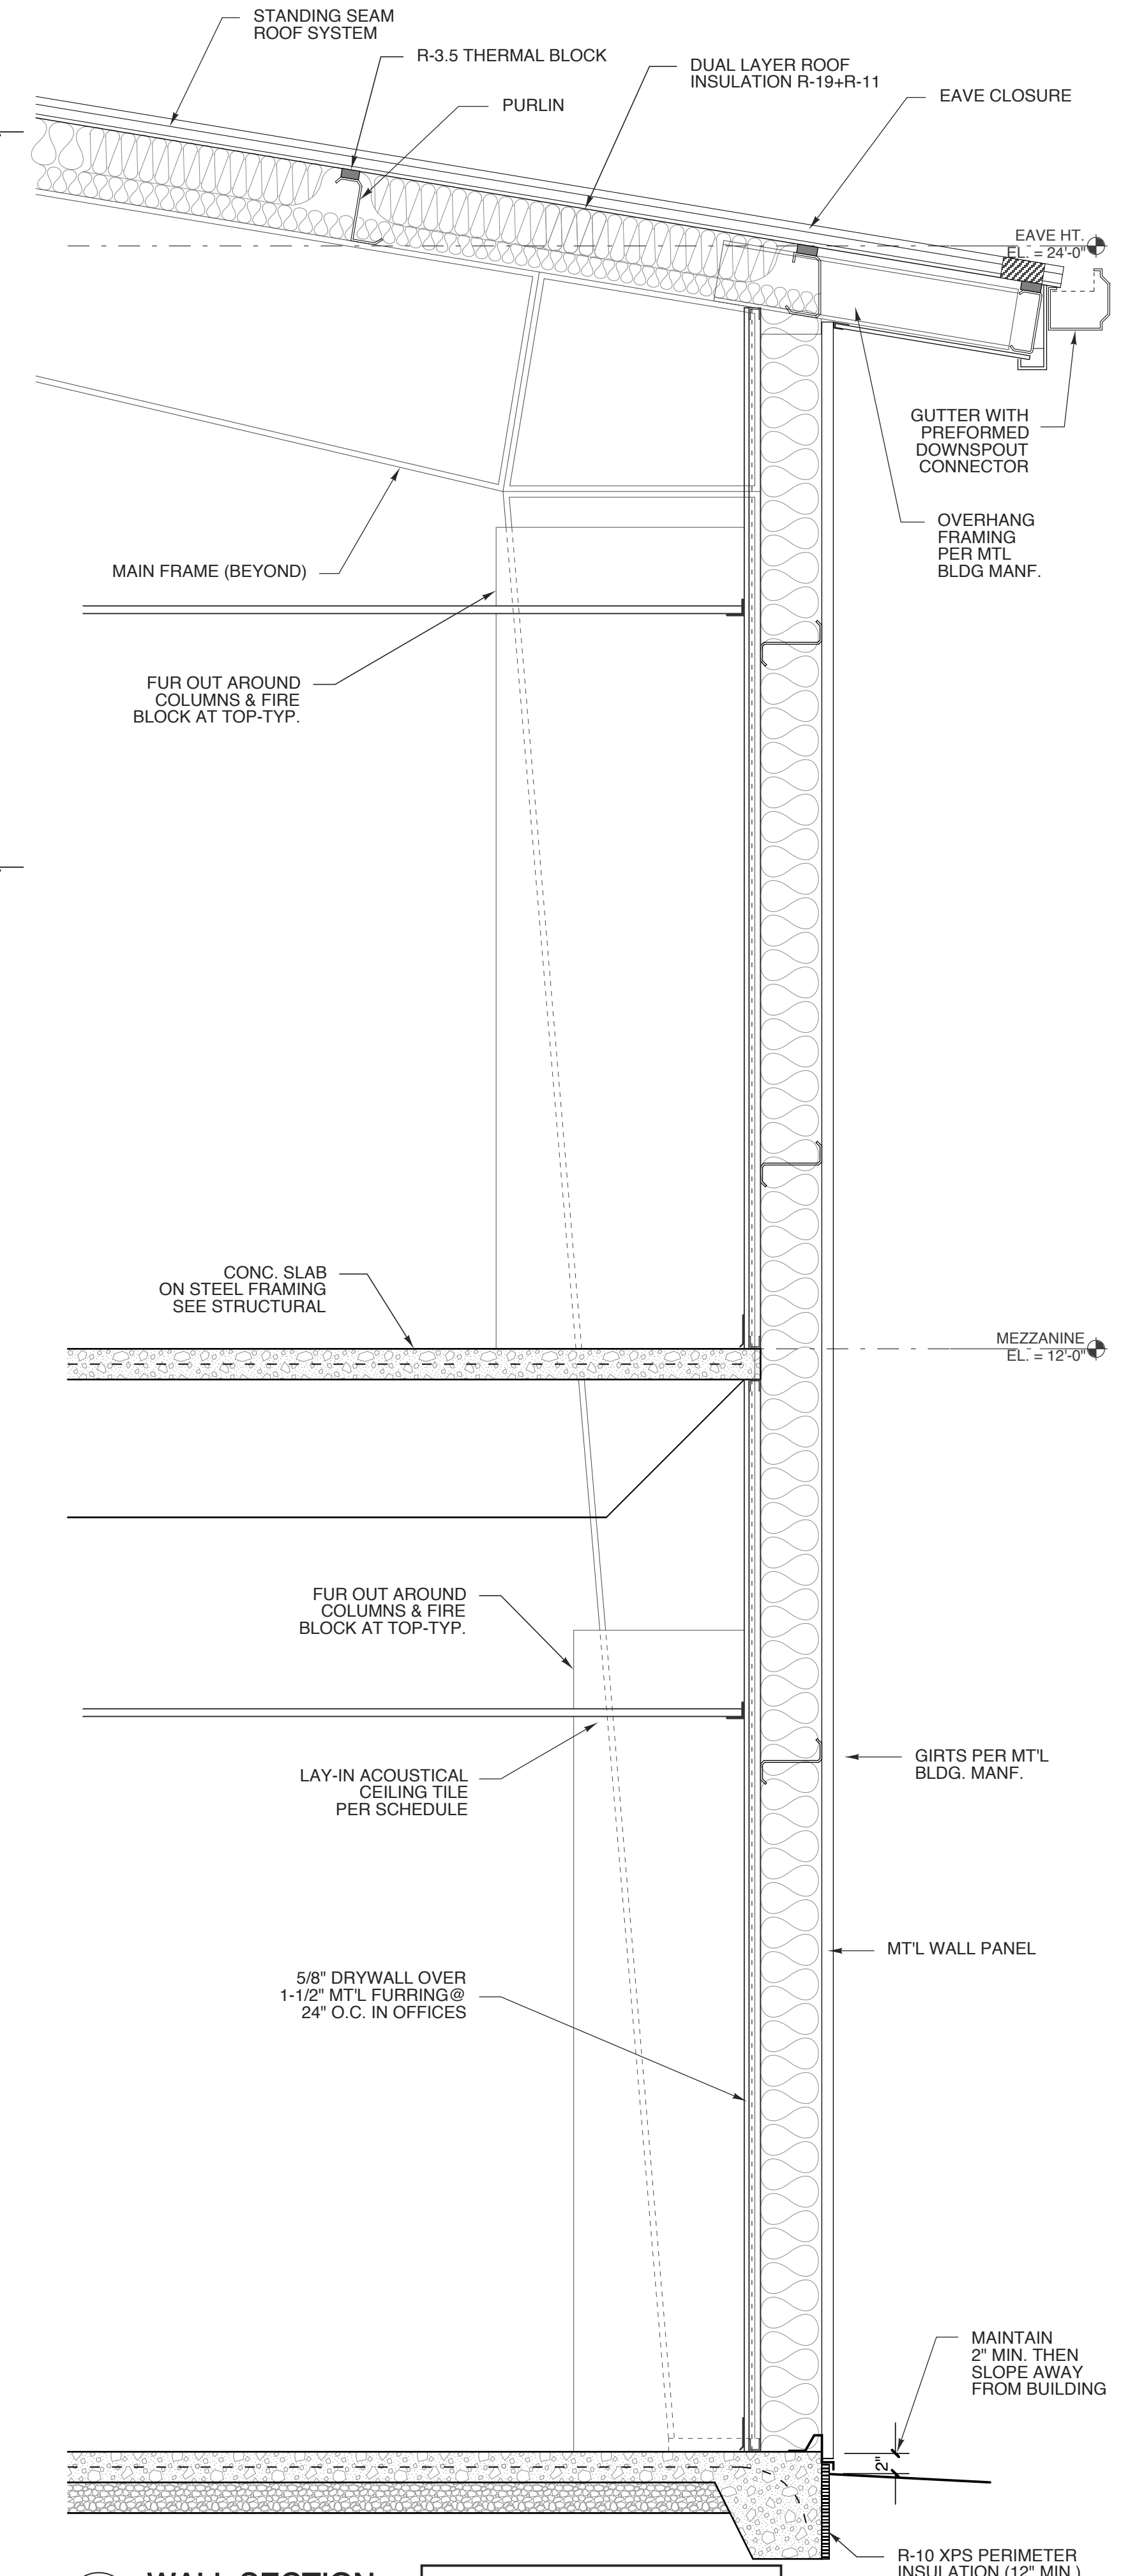 STANDING SEAM
ROOF SYSTEM
R-3.5 THERMAL BLOCK
DUAL LAYER ROOF
INSULATION R-19+R-11
PURLIN
EAVE CLOSURE
EAVE HT.
EL. = 24'-0"
GUTTER WITH
PREFORMED
DOWNSPOUT
CONNECTOR
OVERHANG
FRAMING
PER MTL
BLDG MANF.
MAIN FRAME (BEYOND)
FUR OUT AROUND
COLUMNS & FIRE
BLOCK AT TOP-TYP.
CONC. SLAB
ON STEEL FRAMING
SEE STRUCTURAL
MEZZANINE
EL. = 12'-0"
FUR OUT AROUND
COLUMNS & FIRE
BLOCK AT TOP-TYP.
GIRTS PER MT'L
BLDG. MANF.
LAY-IN ACOUSTICAL
CEILING TILE
PER SCHEDULE
MT'L WALL PANEL
5/8" DRYWALL OVER
1-1/2" MT'L FURRING@
24" O.C. IN OFFICES
MAINTAIN
2" MIN. THEN
SLOPE AWAY
FROM BUILDING
2"
R-10 XPS PERIMETER
INSULATION (12" MIN.)
WALL SECTION